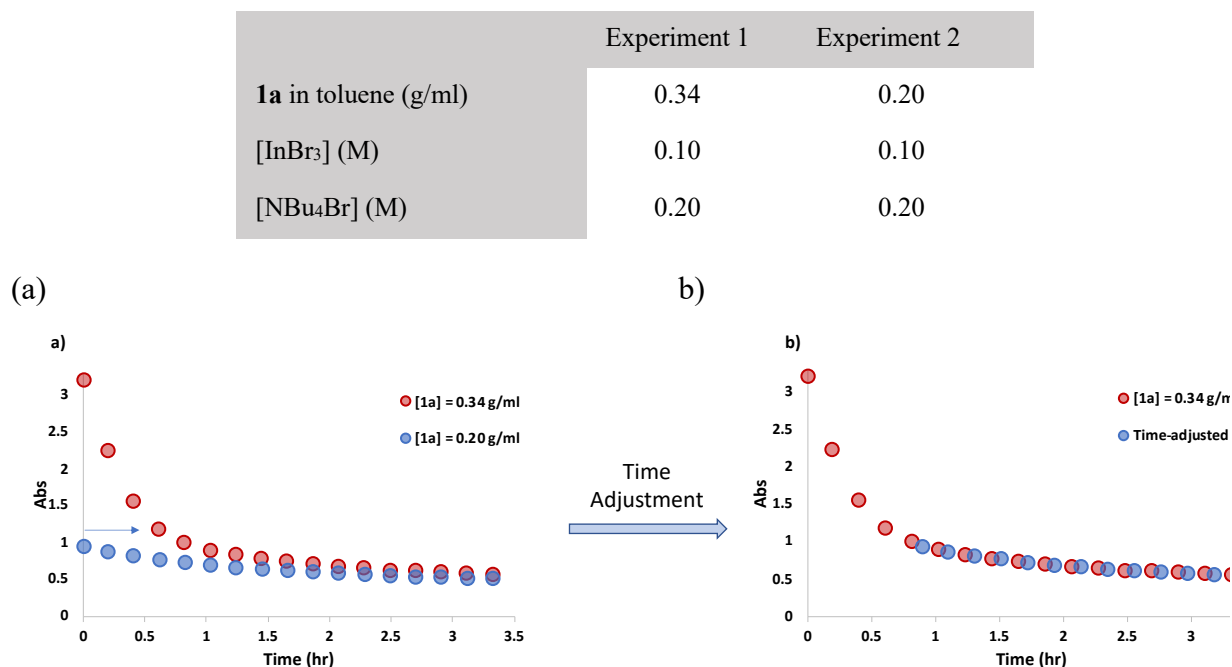 Experiment 1 Experiment 2
1a in toluene (g/ml) 0.34 0.20
[InBr₃] (M) 0.10 0.10
[NBu₄Br] (M) 0.20 0.20
(a) b)
a)
[1a] = 0.34 g/ml
[1a] = 0.20 g/ml
Abs
3
2.5
2
1.5
1
0.5
0
0 0.5 1 1.5 2 2.5 3 3.5
Time (hr)
Time
Adjustment
b)
[1a] = 0.34 g/m
Time-adjusted
Abs
3
2.5
2
1.5
1
0.5
0
0 0.5 1 1.5 2 2.5 3
Time (hr)